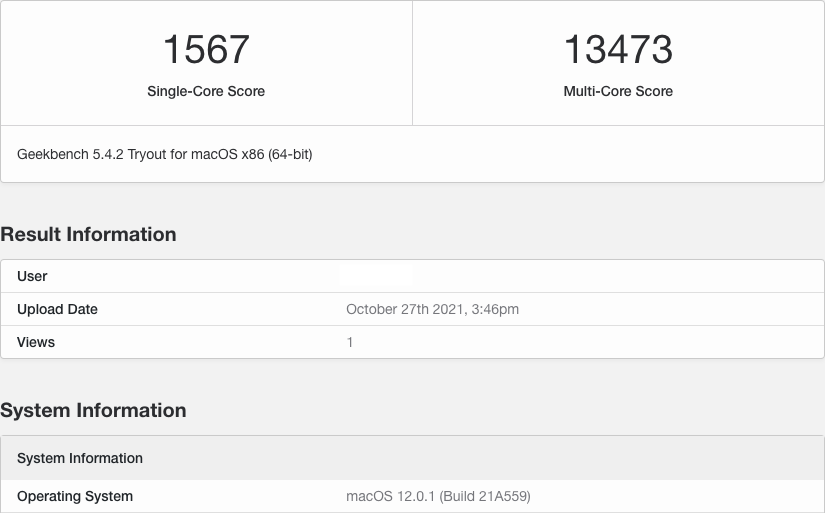 1567
13473
Single-Core Score
Multi-Core Score
Geekbench 5.4.2 Tryout for macOS x86 (64-bit)
Result Information
User
Upload Date October 27th 2021, 3:46pm
Views 1
System Information
System Information
Operating System macOS 12.0.1 (Build 21A559)